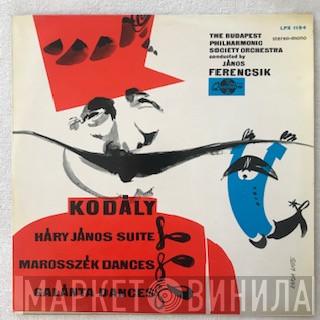 LPX 1194
stereo-mono
THE BUDAPEST
PHILHARMONIC
SOCIETY ORCHESTRA
conducted by
JÁNOS
FERENCSIK
KODÁLY
HÁRY JÁNOS SUITE
MAROSSZÉK DANCES
GALÁNTA DANCES
МАРКЕТ ВИНИЛА